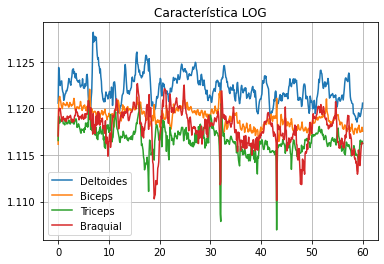 Característica LOG
1.125
1.120
1.115
1.110
Deltoides
Biceps
Triceps
Braquial
0 10 20 30 40 50 60